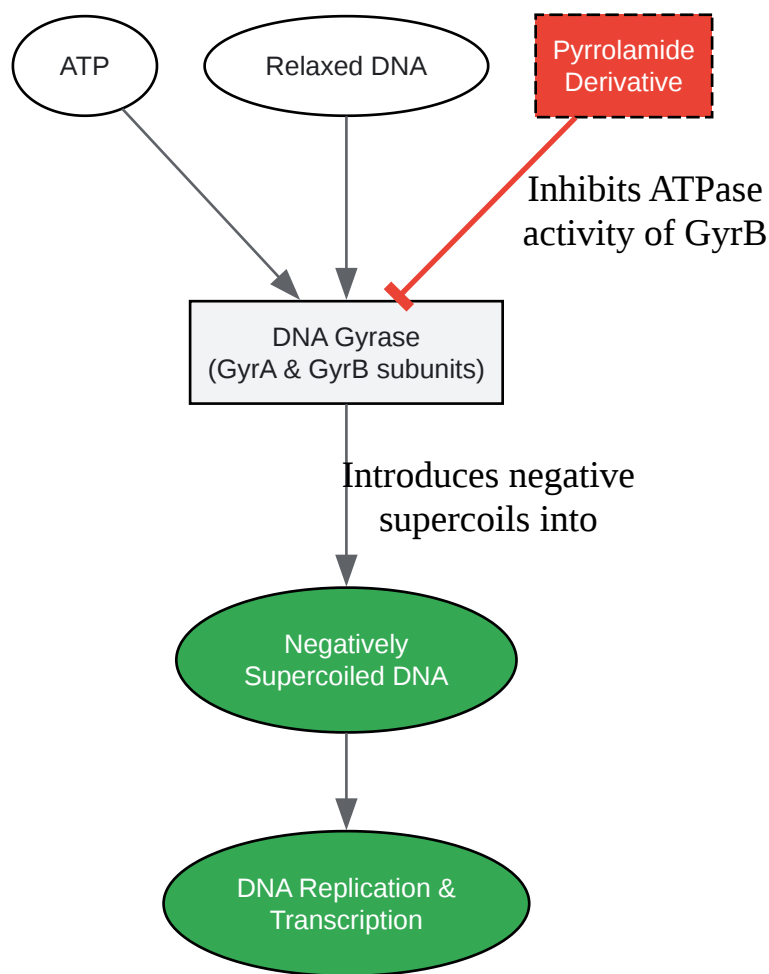 ATP
Relaxed DNA
Pyrrolamide
Derivative
Inhibits ATPase
activity of GyrB
DNA Gyrase
(GyrA & GyrB subunits)
Introduces negative
supercoils into
Negatively
Supercoiled DNA
DNA Replication &
Transcription